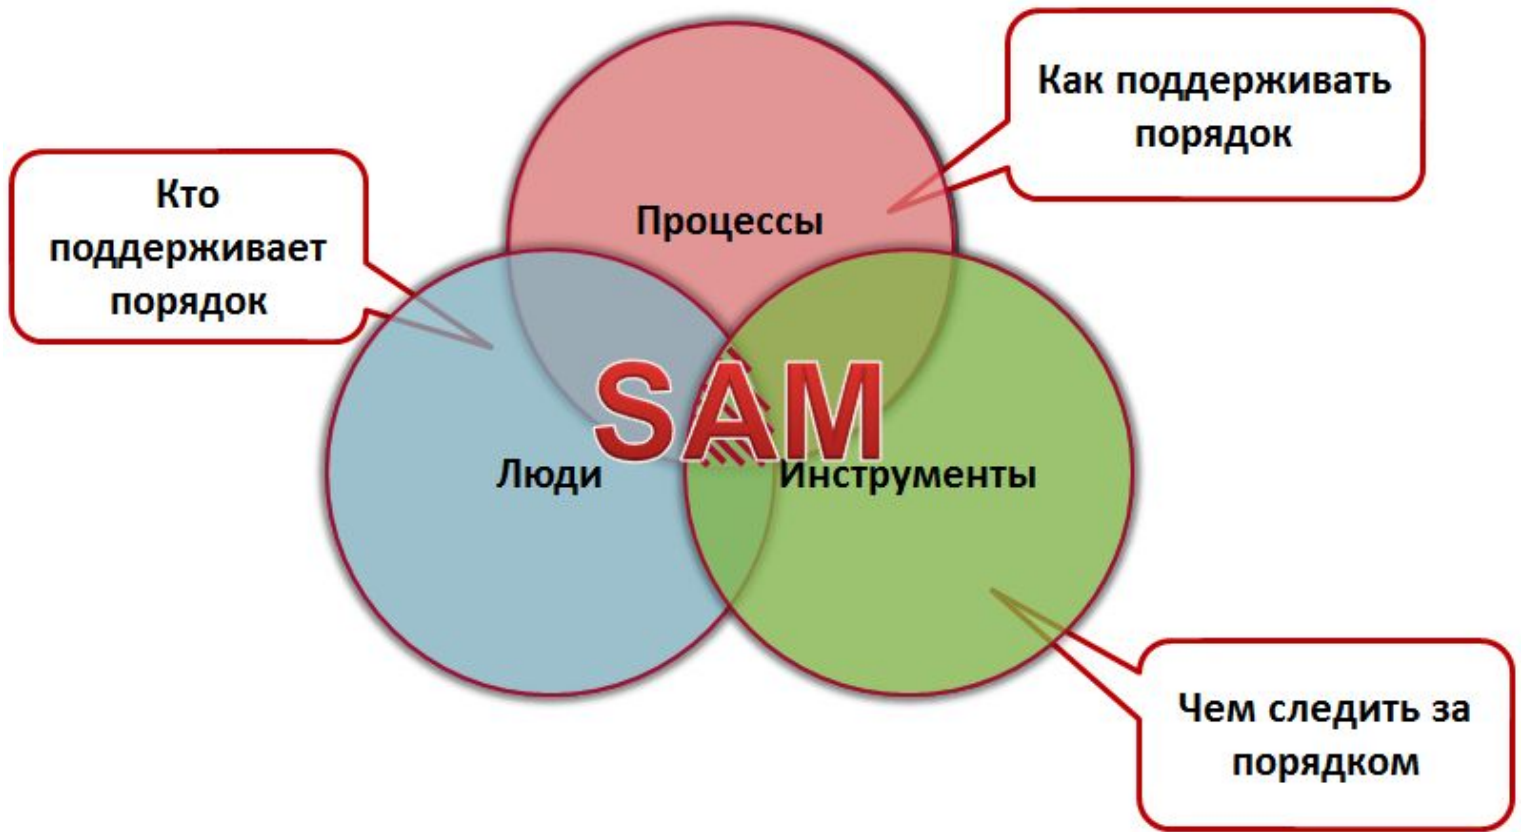 Как поддерживать
порядок
Кто
поддерживает
порядок
Процессы
SAM
Люди
Инструменты
Чем следить за
порядком